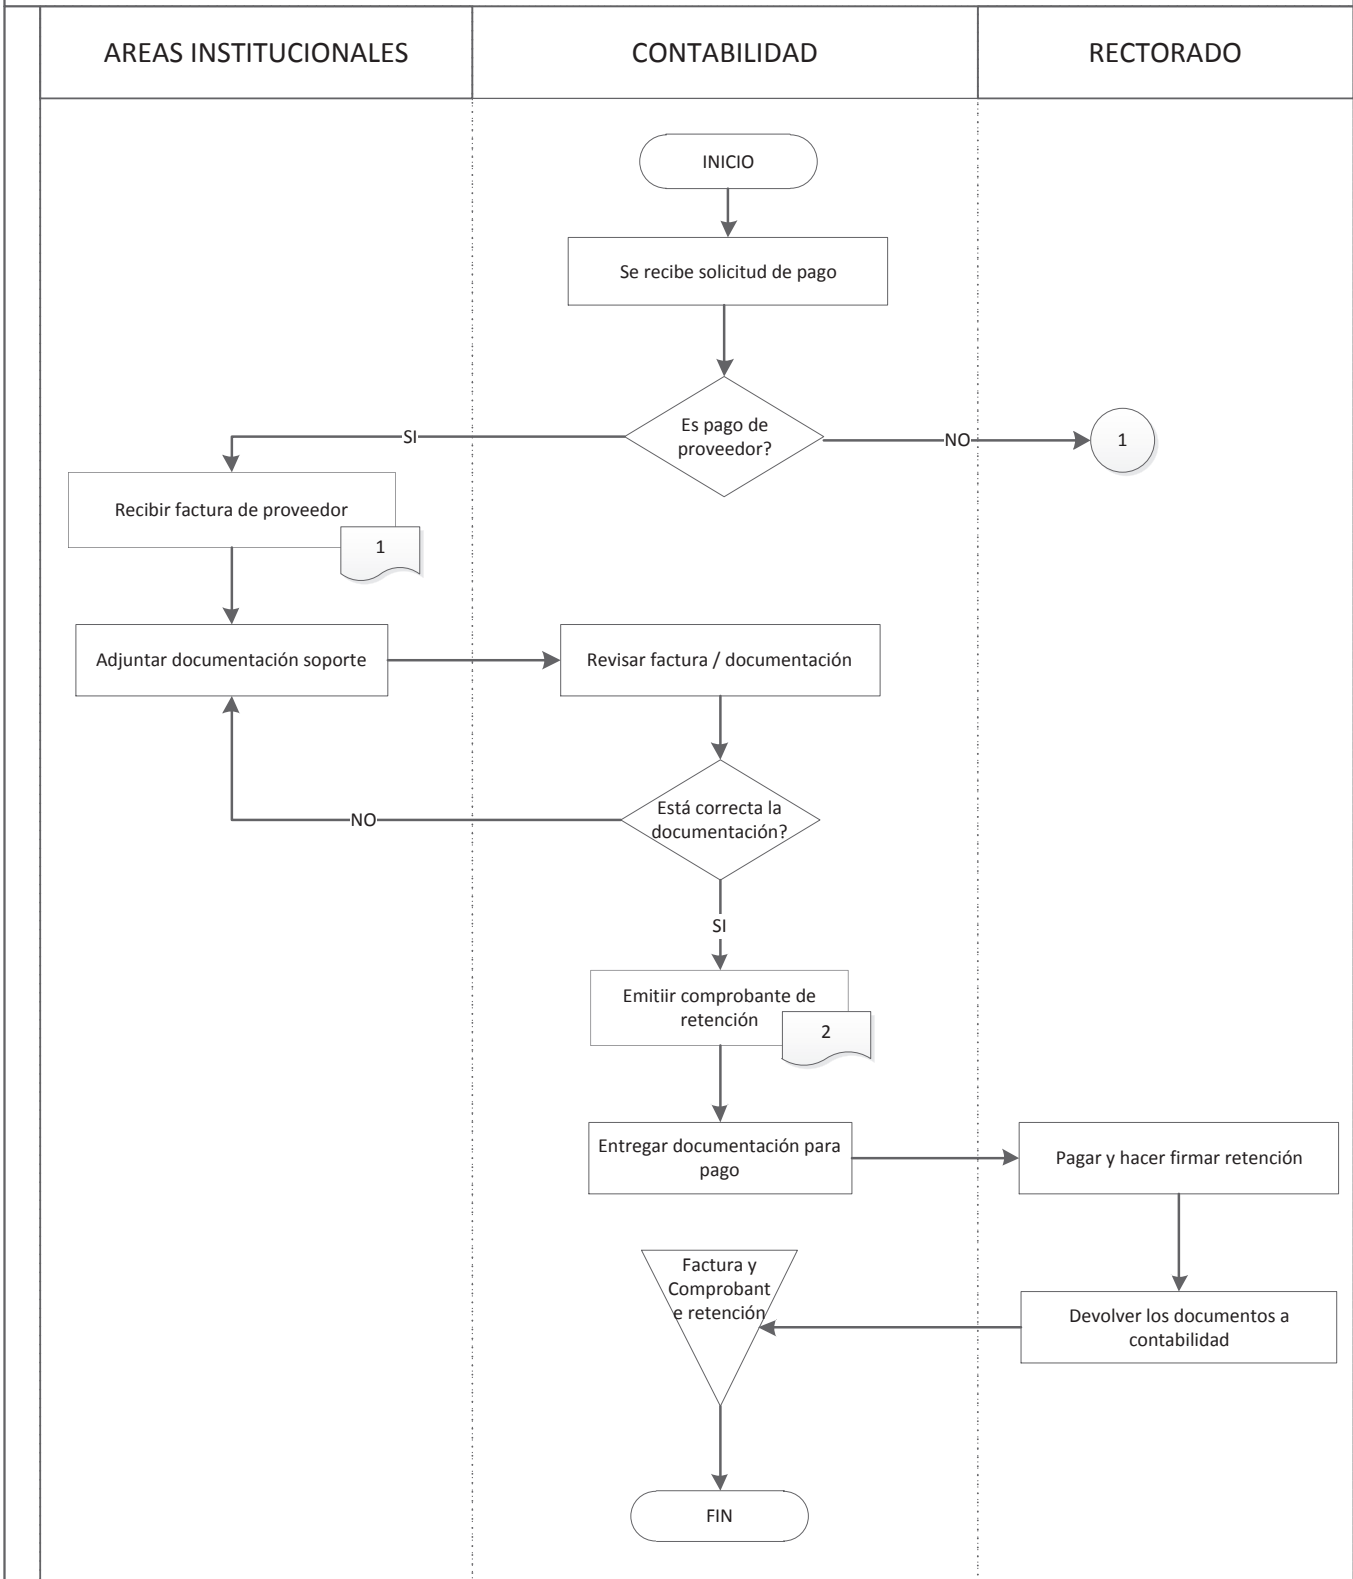 AREAS INSTITUCIONALES
CONTABILIDAD
RECTORADO
INICIO
Se recibe solicitud de pago
Es pago de
proveedor?
SI
NO
1
Recibir factura de proveedor
1
Adjuntar documentación soporte
Revisar factura / documentación
Está correcta la
documentación?
NO
SI
Emitiir comprobante de
retención
2
Entregar documentación para
pago
Pagar y hacer firmar retención
Factura y
Comprobant
e retención
Devolver los documentos a
contabilidad
FIN